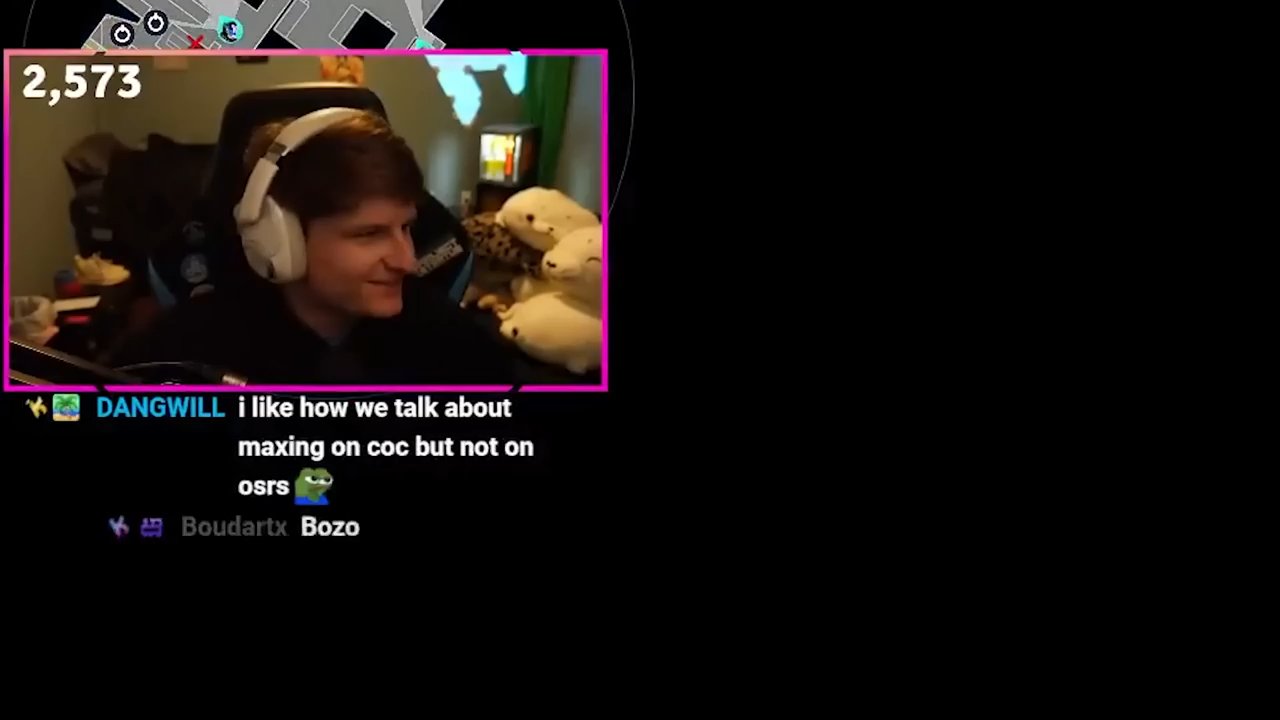 2,573
DANGWILL i like how we talk about
maxing on coc but not on
osrs
Boudartx Bozo